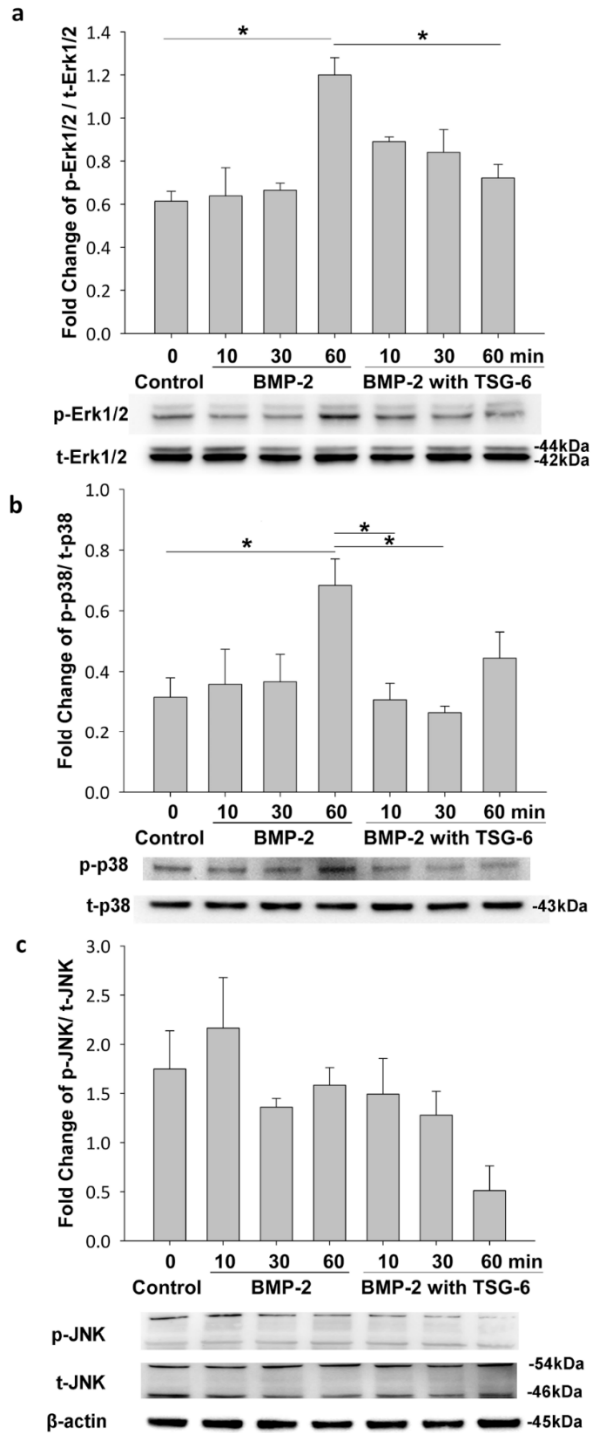 a
* *
Fold Change of p-Erk1/2 / t-Erk1/2
1.4
1.2
1.0
0.8
0.6
0.4
0.2
0.0
0 10 30 60 10 30 60 min
Control BMP-2 BMP-2 with TSG-6
p-Erk1/2
t-Erk1/2 -44kDa
-42kDa
b
* * *
Fold Change of p-p38/ t-p38
1.0
0.8
0.6
0.4
0.2
0.0
0 10 30 60 10 30 60 min
Control BMP-2 BMP-2 with TSG-6
p-p38
t-p38 -43kDa
c
Fold Change of p-JNK/ t-JNK
3.0
2.5
2.0
1.5
1.0
0.5
0.0
0 10 30 60 10 30 60 min
Control BMP-2 BMP-2 with TSG-6
p-JNK
t-JNK -54kDa
-46kDa
β-actin -45kDa